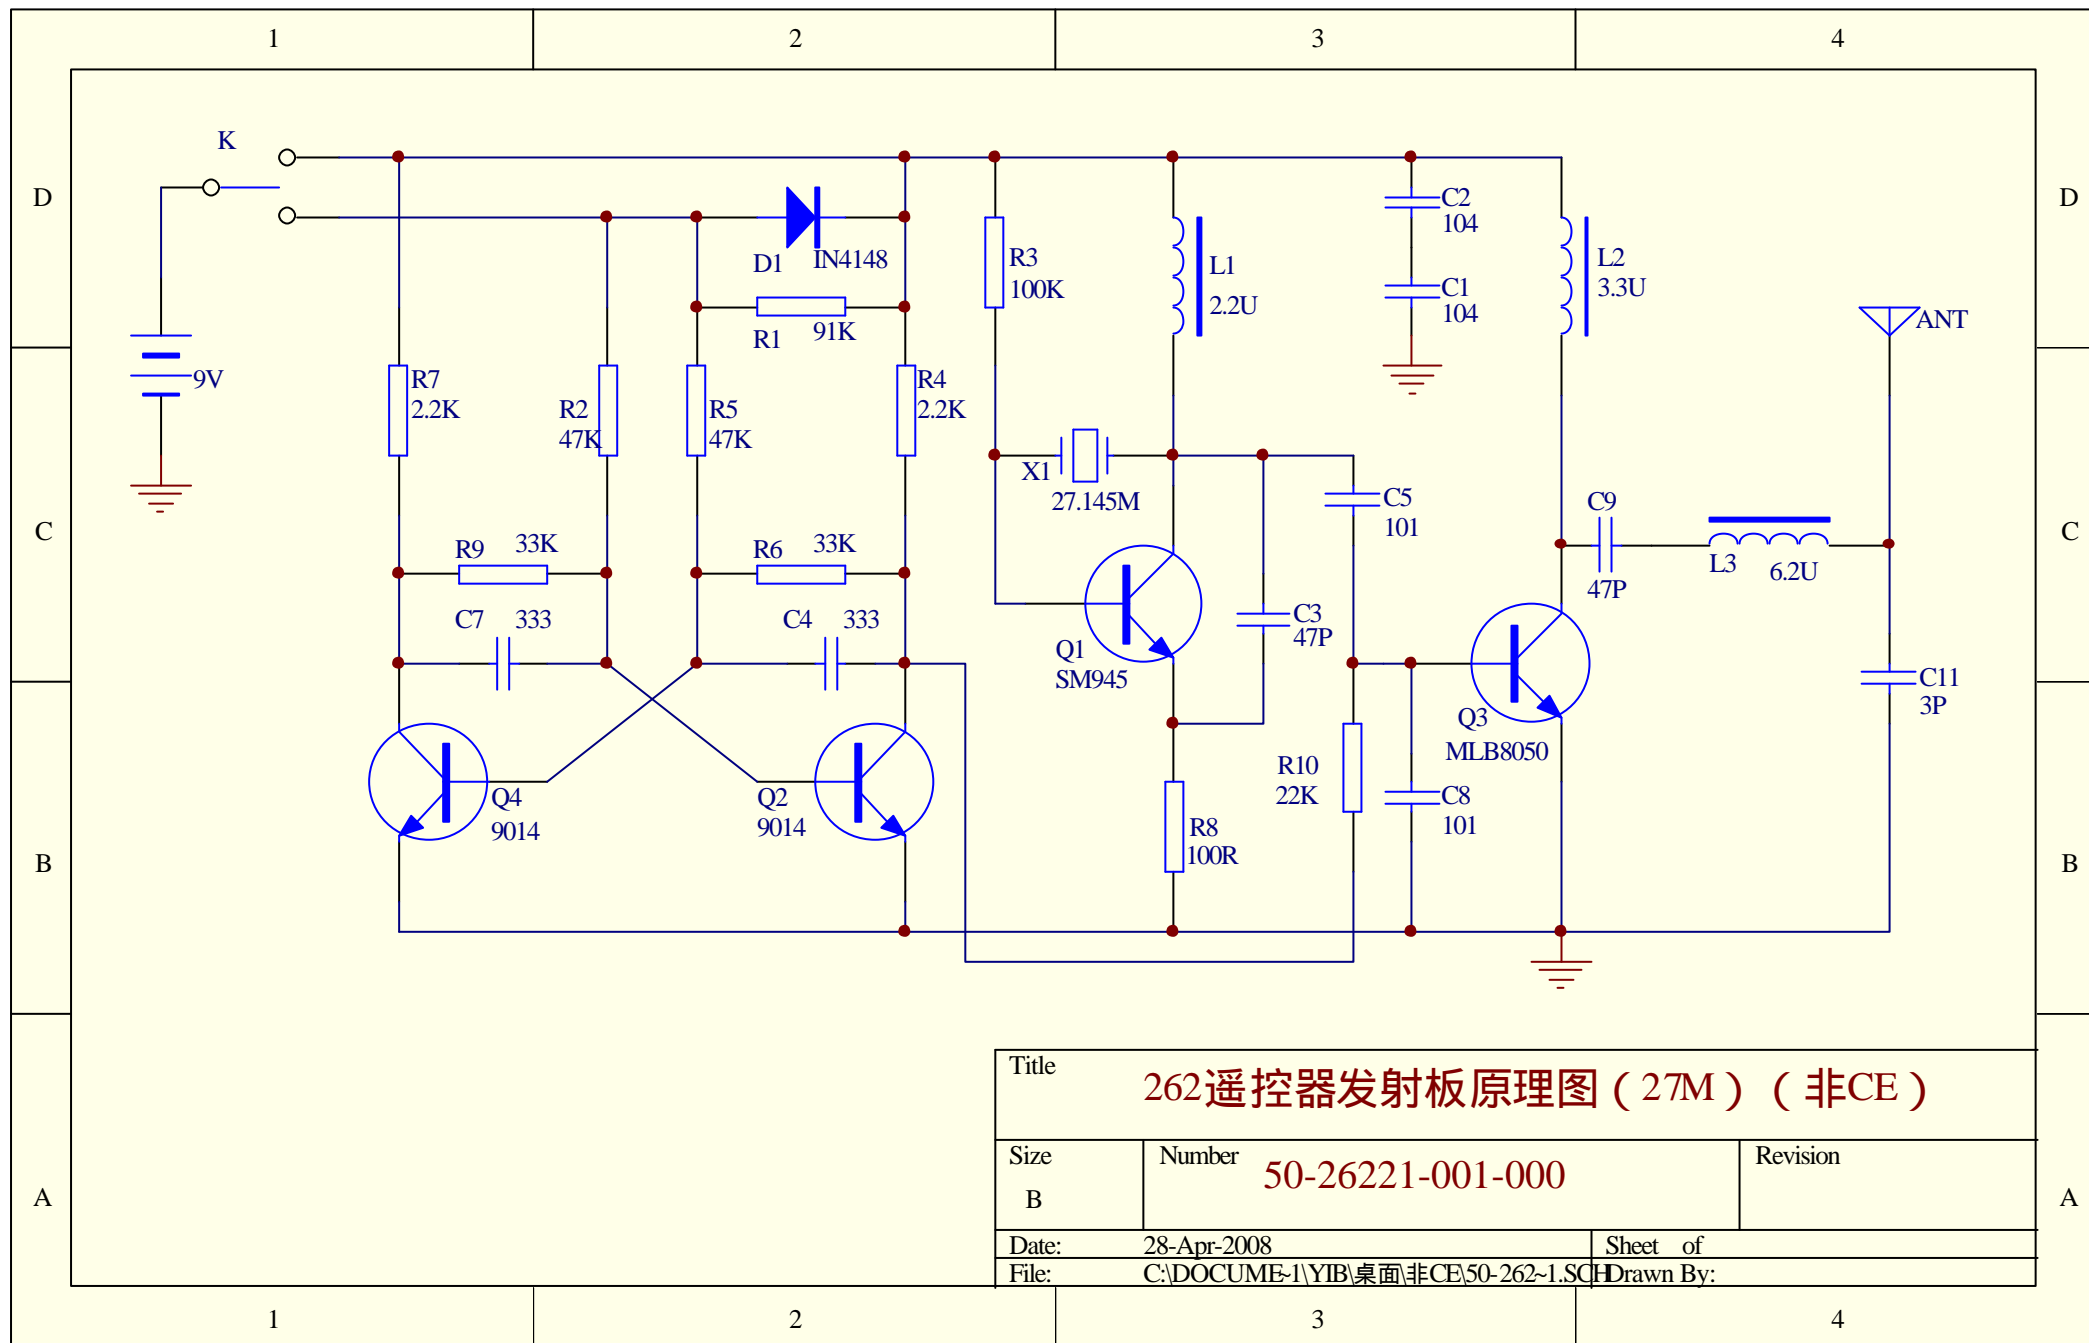 1 2 3 4
K
D D
C2
104
D1 IN4148
R3
100K
L1
2.2U
L2
3.3U
C1
104
R1 91K
ANT
9V
R7
2.2K
R2
47K
R5
47K
R4
2.2K
X1
27.145M
C5
101
C9
47P
C C
R9 33K
R6 33K
L3 6.2U
C7 333
C4 333
C3
47P
Q1
SM945
C11
3P
Q3
MLB8050
R10
22K
C8
101
Q4
9014
Q2
9014
R8
100R
B B
Title
262遥控器发射板原理图(27M)(非CE)
Size
B
Number
50-26221-001-000
Revision
A A
Date: 28-Apr-2008 Sheet of
File: C:\DOCUME~1\YIB\桌面\非CE\50-262~1.SCH Drawn By:
1 2 3 4